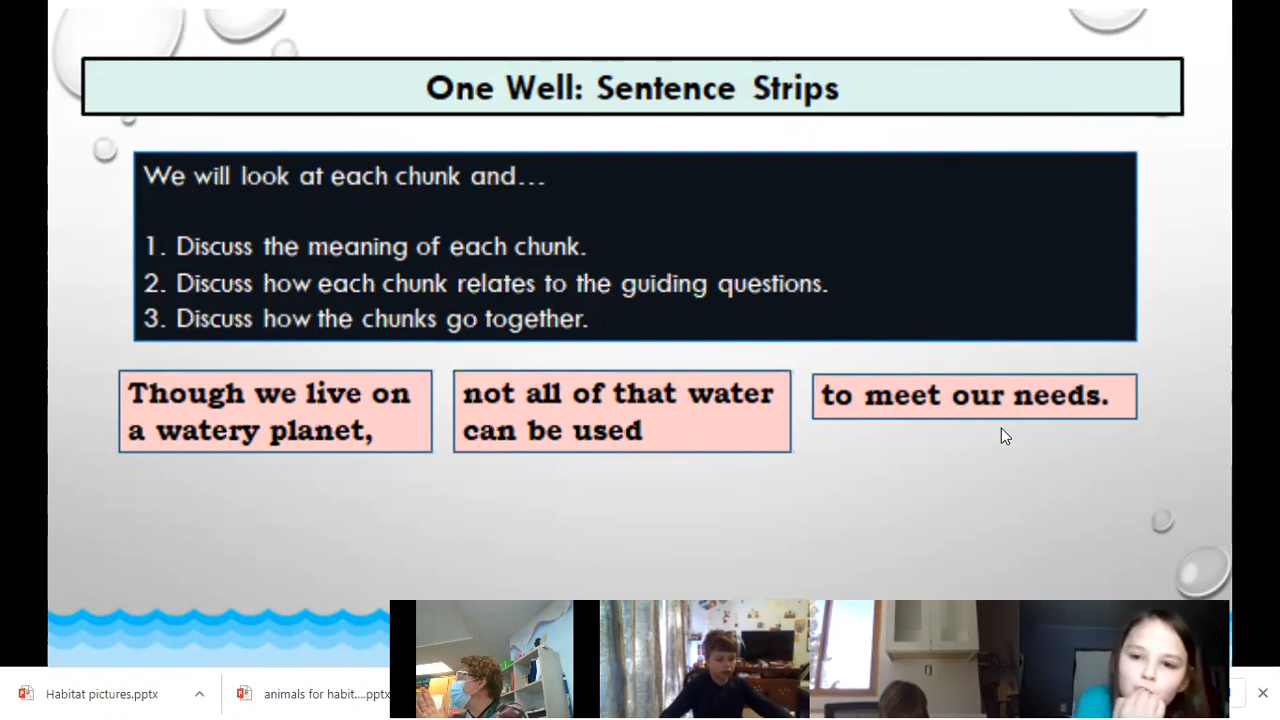 One Well: Sentence Strips
We will look at each chunk and…
1. Discuss the meaning of each chunk.
2. Discuss how each chunk relates to the guiding questions.
3. Discuss how the chunks go together.
Though we live on
a watery planet,
not all of that water
can be used
to meet our needs.
Habitat pictures.pptx
animals for habit....pptx